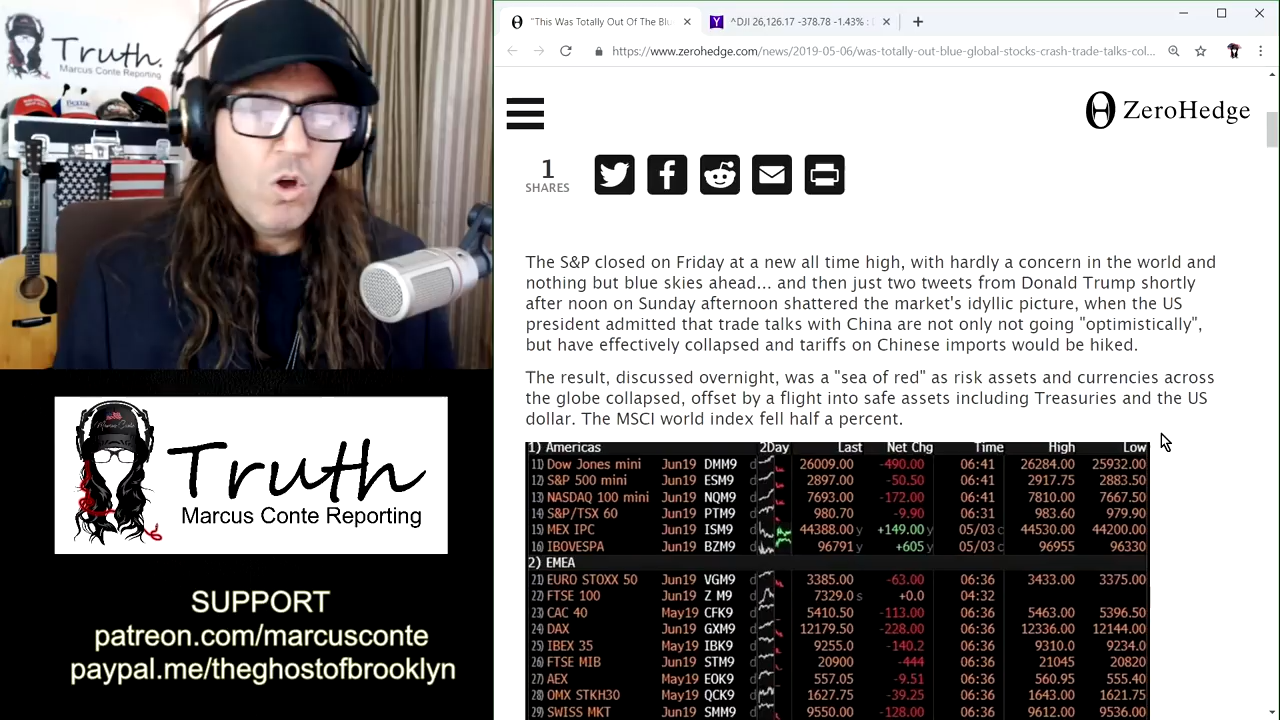 Truth.
Marcus Conte Reporting
Truth
Marcus Conte Reporting
SUPPORT
patreon.com/marcusconte
paypal.me/theghostofbrooklyn
"This Was Totally Out Of The Blu
^DJI 26,126.17 -378.78 -1.43% :
https://www.zerohedge.com/news/2019-05-06/was-totally-out-blue-global-stocks-crash-trade-talks-col...
ZeroHedge
1
SHARES
The S&P closed on Friday at a new all time high, with hardly a concern in the world and
nothing but blue skies ahead... and then just two tweets from Donald Trump shortly
after noon on Sunday afternoon shattered the market's idyllic picture, when the US
president admitted that trade talks with China are not only not going "optimistically",
but have effectively collapsed and tariffs on Chinese imports would be hiked.
The result, discussed overnight, was a "sea of red" as risk assets and currencies across
the globe collapsed, offset by a flight into safe assets including Treasuries and the US
dollar. The MSCI world index fell half a percent.
1) Americas 2Day Last Net Chg Time High Low
11) Dow Jones mini Jun19 DMM9 d 26009.00 -490.00 06:41 26284.00 25932.00
12) S&P 500 mini Jun19 ESM9 d 2897.00 -50.50 06:41 2917.75 2883.50
13) NASDAQ 100 mini Jun19 NQM9 d 7693.00 -172.00 06:41 7810.00 7667.50
14) S&P/TSX 60 Jun19 PTM9 d 980.70 -9.90 06:31 983.60 979.90
15) MEX IPC Jun19 ISM9 d 44388.00 y +149.00 y 05/03 c 44530.00 44200.00
16) IBOVESPA Jun19 BZM9 d 96791 y +605 y 05/03 c 96955 96330
2) EMEA
21) EURO STOXX 50 Jun19 VGM9 d 3385.00 -63.00 06:36 3433.00 3375.00
22) FTSE 100 Jun19 Z M9 d 7329.0 s +0.0 04:32
23) CAC 40 May19 CFK9 d 5410.50 -113.00 06:36 5463.00 5396.50
24) DAX Jun19 GXM9 d 12179.50 -228.00 06:36 12336.00 12144.00
25) IBEX 35 May19 IBK9 d 9255.0 -140.2 06:36 9310.0 9234.0
26) FTSE MIB Jun19 STM9 d 20900 -444 06:36 21045 20820
27) AEX May19 EOK9 d 557.05 -9.51 06:36 560.95 555.40
28) OMX STKH30 May19 QCK9 d 1627.75 -39.25 06:36 1643.00 1621.75
29) SWISS MKT Jun19 SMM9 d 9550.00 -128.00 06:36 9612.00 9536.00